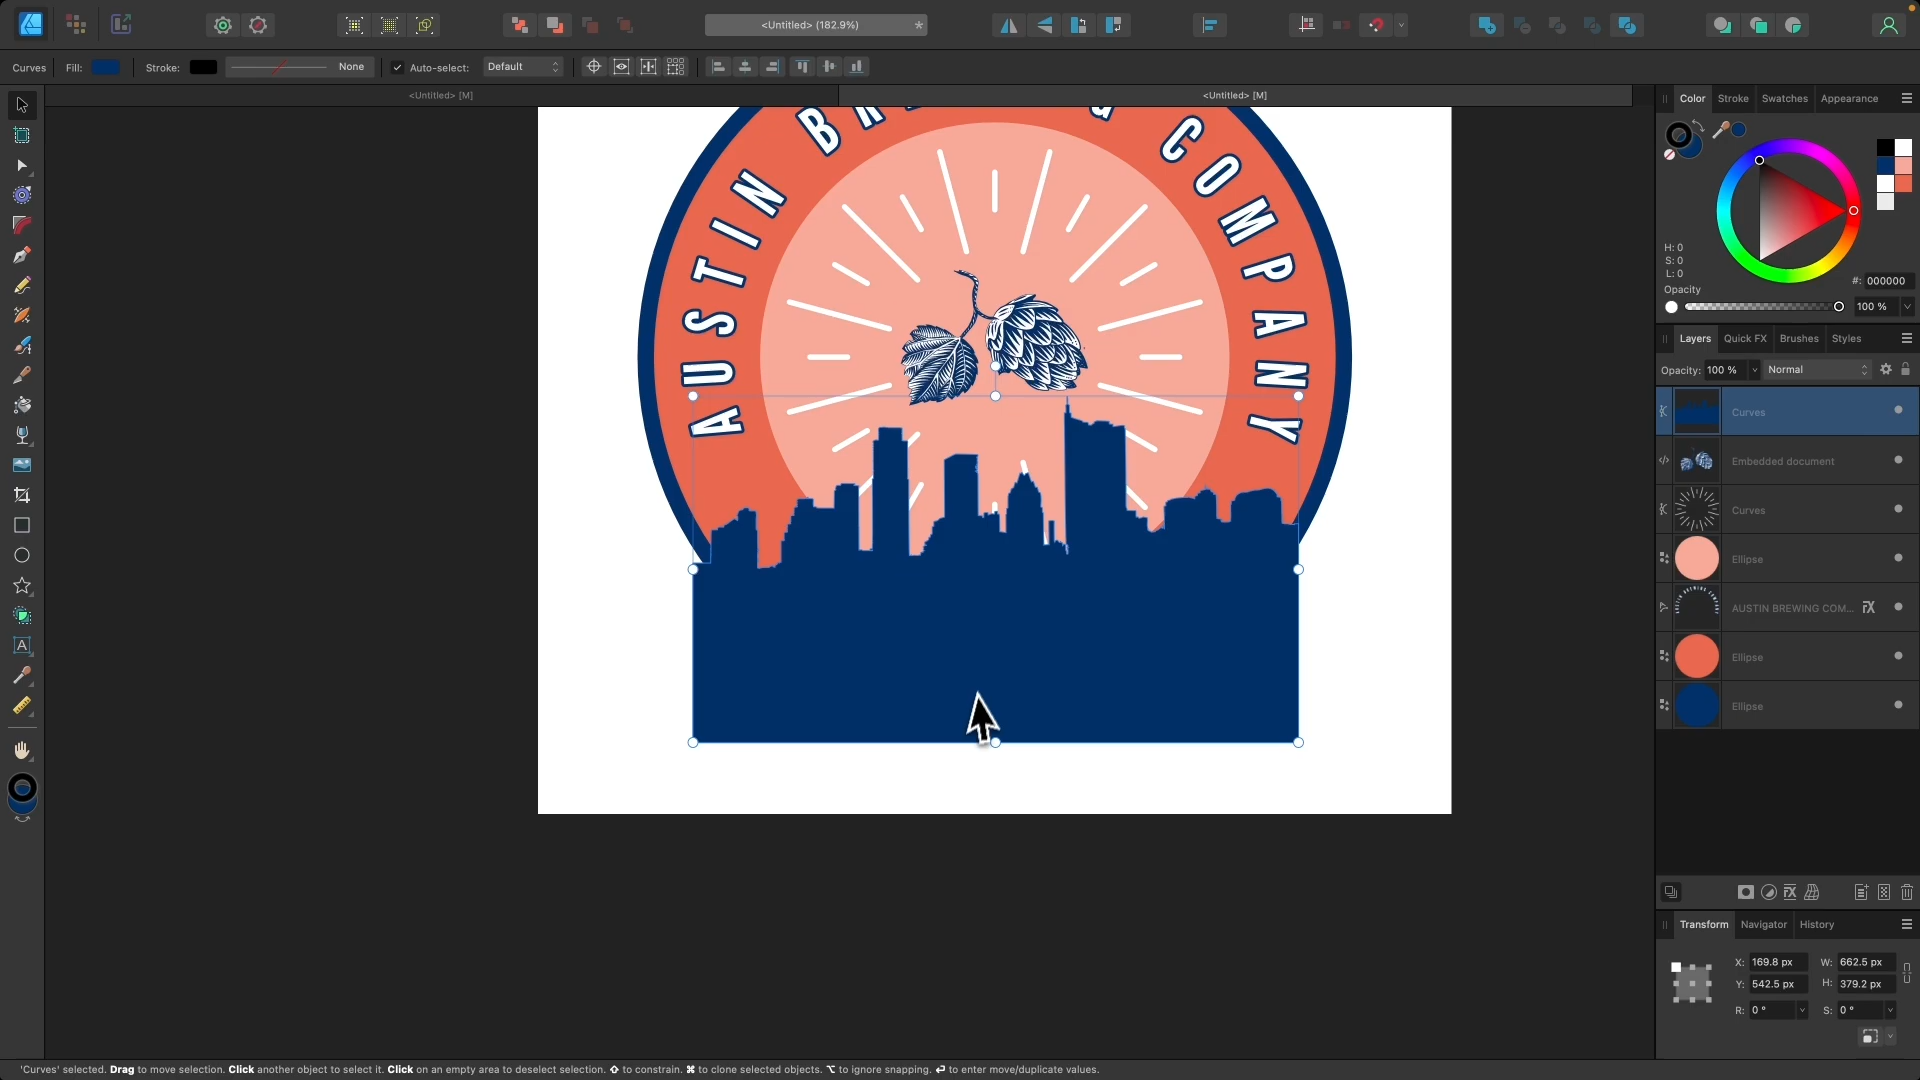 <Untitled> (182.9%)
*
Curves
Fill:
Stroke:
None
Auto-select:
Default
<Untitled> [M]
<Untitled> [M]
Color
Stroke
Swatches
Appearance
H: 0
S: 0
L: 0
#: 000000
Opacity
100 %
Layers
Quick FX
Brushes
Styles
Opacity: 100 %
Normal
Curves
Embedded document
Curves
Ellipse
AUSTIN BREWING COM...
Ellipse
Ellipse
AUSTIN BR
COMPANY
Transform
Navigator
History
X: 169.8 px
W: 662.5 px
Y: 542.5 px
H: 379.2 px
R: 0 °
S: 0 °
'Curves' selected. Drag to move selection. Click another object to select it. Click on an empty area to deselect selection. ⇧ to constrain. ⌘ to clone selected objects. ⌥ to ignore snapping. ↵ to enter move/duplicate values.